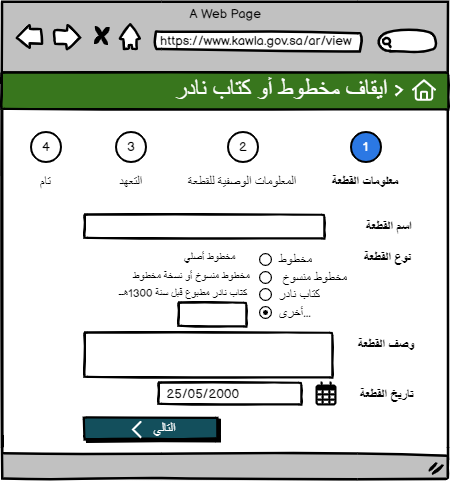 A Web Page
https://www.kawla.gov.sa/ar/view
> ايقاف مخطوط أو كتاب نادر
1 2 3 4
معلومات القطعة المعلومات الوصفية للقطعة التعهد تام
اسم القطعة
نوع القطعة
مخطوط مخطوط أصلي
مخطوط منسوخ مخطوط منسوخ أو نسخة مخطوط
كتاب نادر كتاب نادر مطبوع قبل سنة 1300هـ
أخرى...
وصف القطعة
تاريخ القطعة 25/05/2000
التالي